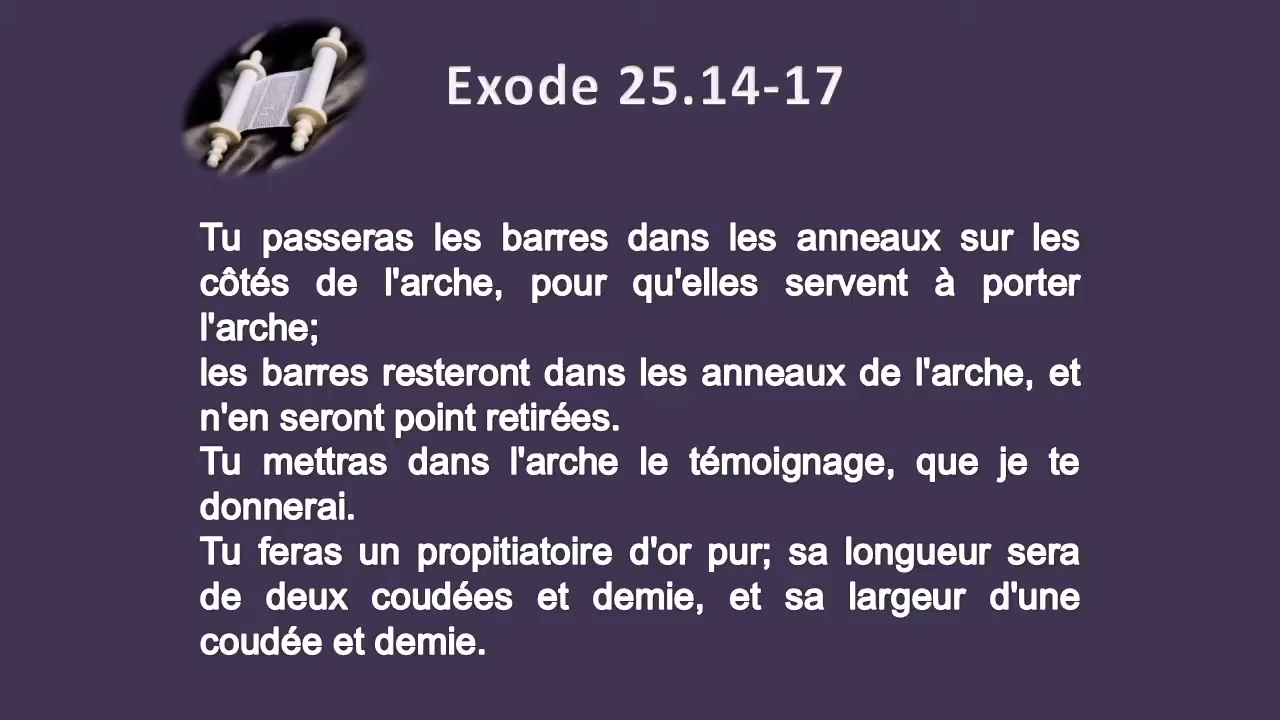 Exode 25.14-17
Tu passeras les barres dans les anneaux sur les
côtés de l'arche, pour qu'elles servent à porter
l'arche;
les barres resteront dans les anneaux de l'arche, et
n'en seront point retirées.
Tu mettras dans l'arche le témoignage, que je te
donnerai.
Tu feras un propitiatoire d'or pur; sa longueur sera
de deux coudées et demie, et sa largeur d'une
coudée et demie.